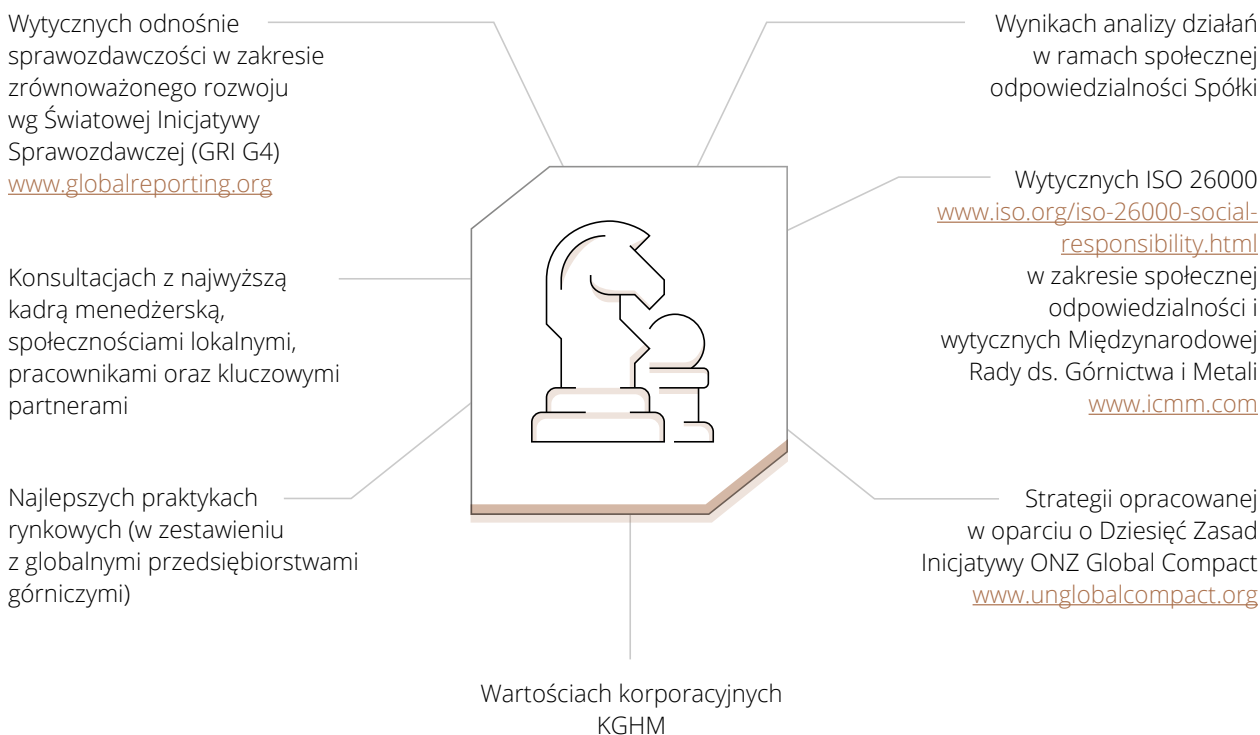 Wytycznych odnośnie
sprawozdawczości w zakresie
zrównoważonego rozwoju
wg Światowej Inicjatywy
Sprawozdawczej (GRI G4)
www.globalreporting.org
Konsultacjach z najwyższą
kadrą menedżerską,
społecznościami lokalnymi,
pracownikami oraz kluczowymi
partnerami
Najlepszych praktykach
rynkowych (w zestawieniu
z globalnymi przedsiębiorstwami
górniczymi)
Wynikach analizy działań
w ramach społecznej
odpowiedzialności Spółki
Wytycznych ISO 26000
www.iso.org/iso-26000-social-
responsibility.html
w zakresie społecznej
odpowiedzialności i
wytycznych Międzynarodowej
Rady ds. Górnictwa i Metali
www.icmm.com
Strategii opracowanej
w oparciu o Dziesięć Zasad
Inicjatywy ONZ Global Compact
www.unglobalcompact.org
Wartościach korporacyjnych
KGHM